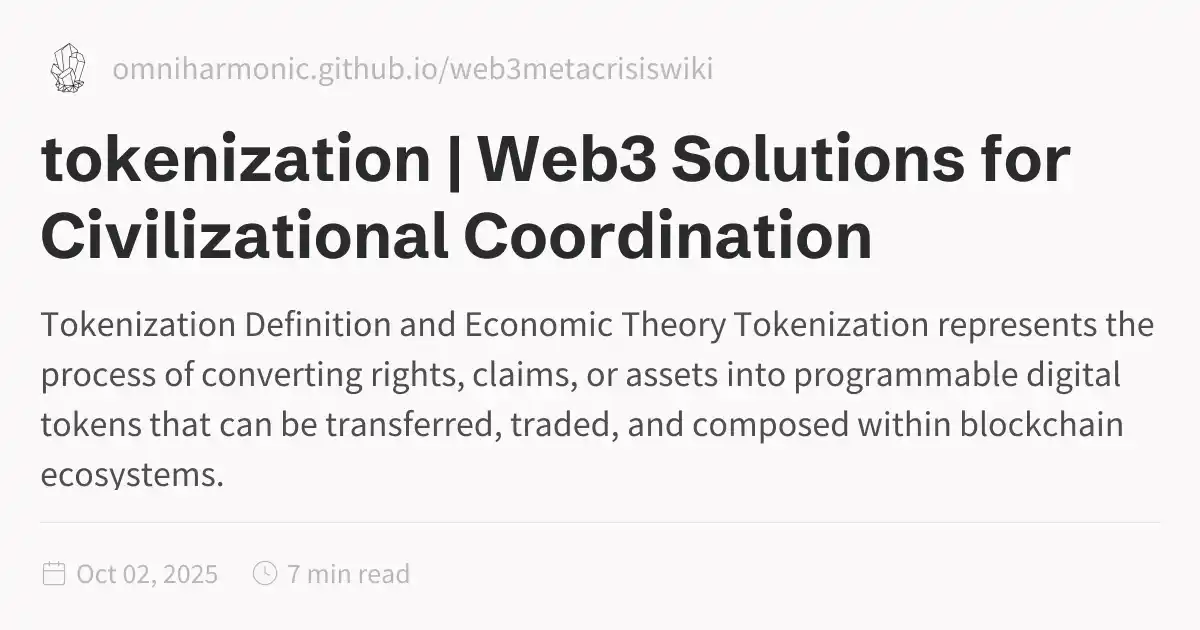 omniharmonic.github.io/web3metacrisiswiki
tokenization | Web3 Solutions for
Civilizational Coordination
Tokenization Definition and Economic Theory Tokenization represents the
process of converting rights, claims, or assets into programmable digital
tokens that can be transferred, traded, and composed within blockchain
ecosystems.
Oct 02, 2025 7 min read